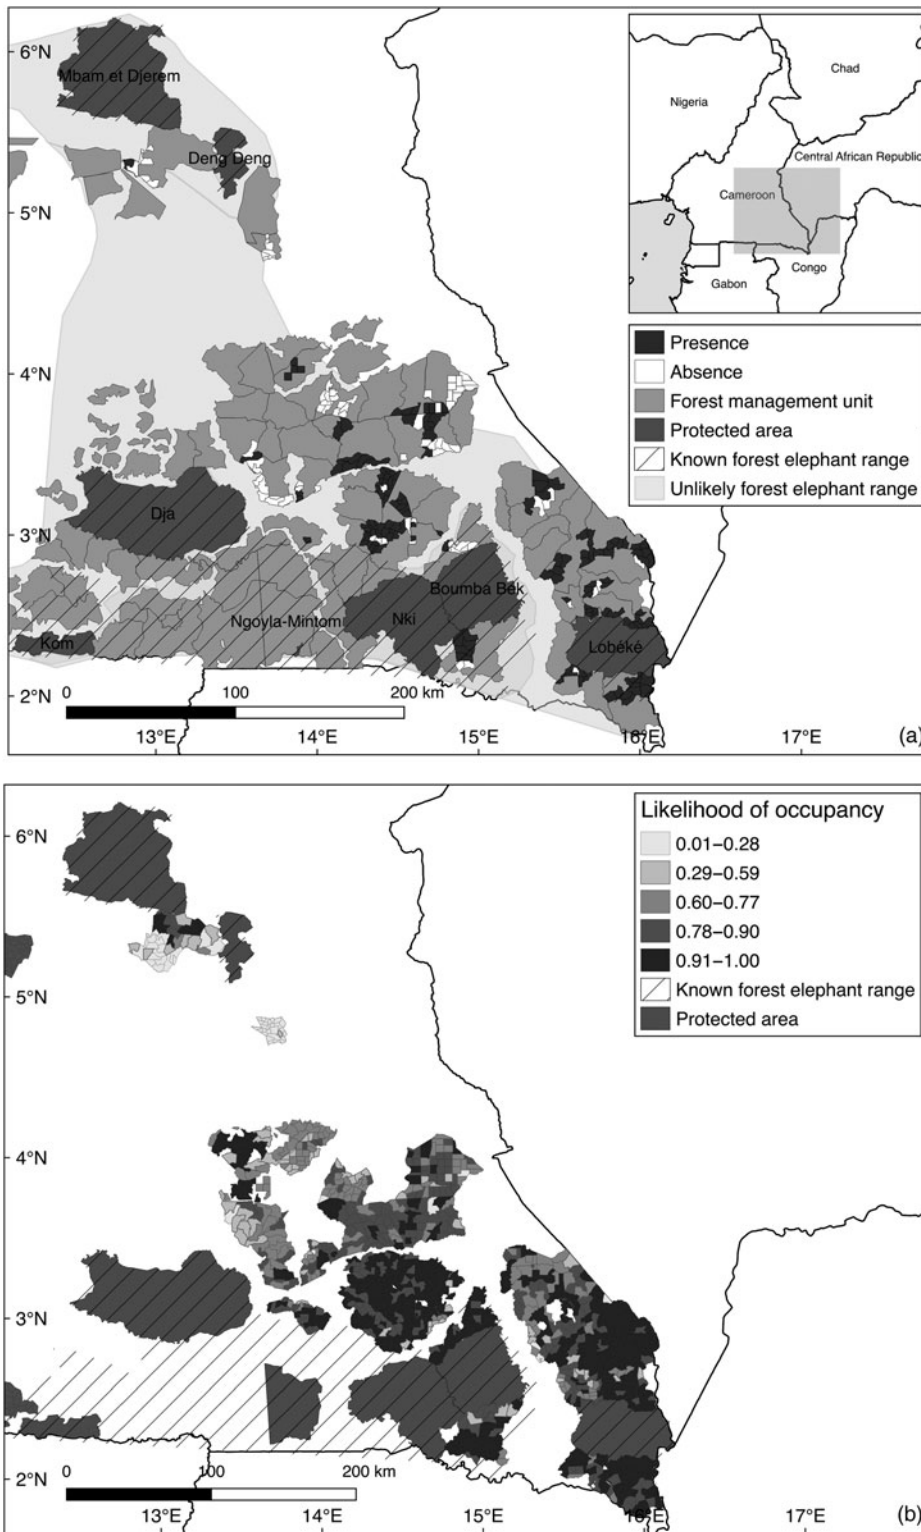 6°N
Mbam et Djerem
Deng Deng
5°N
4°N
3°N
2°N
Dja
Boumba Bek
Ngoyla-Mintom
Nki
Kom
Lobéké
0
100
200 km
13°E
14°E
15°E
16°E
17°E
(a)
Chad
Nigeria
Central African Republic
Cameroon
Gabon
Congo
Presence
Absence
Forest management unit
Protected area
Known forest elephant range
Unlikely forest elephant range
6°N
5°N
4°N
3°N
2°N
0
100
200 km
13°E
14°E
15°E
16°E
17°E
(b)
Likelihood of occupancy
0.01–0.28
0.29–0.59
0.60–0.77
0.78–0.90
0.91–1.00
Known forest elephant range
Protected area